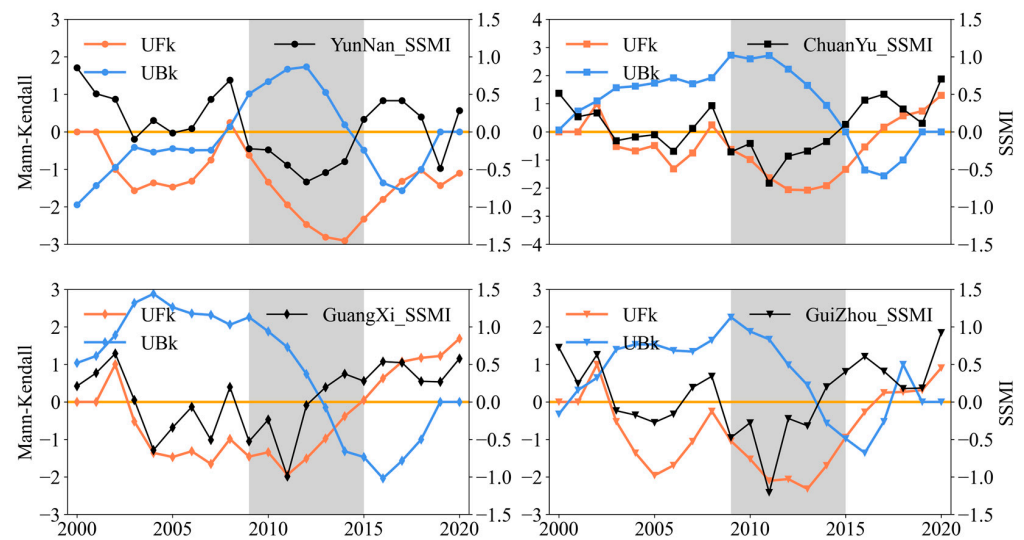 3 1.5 4 1.5
UFk YunNan_SSMI UFk ChuanYu_SSMI
2 1.0 3 1.0
UBk UBk
1 0.5 2 0.5
0 0.0 1 0.0
−1 −0.5 0 −0.5
−2 −1.0 −1 −1.0
−3 −1.5 −2 −1.5
−3
−4
Mann-Kendall SSMI
3 1.5 3 1.5
UFk GuangXi_SSMI UFk GuiZhou_SSMI
2 1.0 2 1.0
UBk UBk
1 0.5 1 0.5
0 0.0 0 0.0
−1 −0.5 −1 −0.5
−2 −1.0 −2 −1.0
−3 −1.5 −3 −1.5
Mann-Kendall SSMI
2000 2005 2010 2015 2020 2000 2005 2010 2015 2020